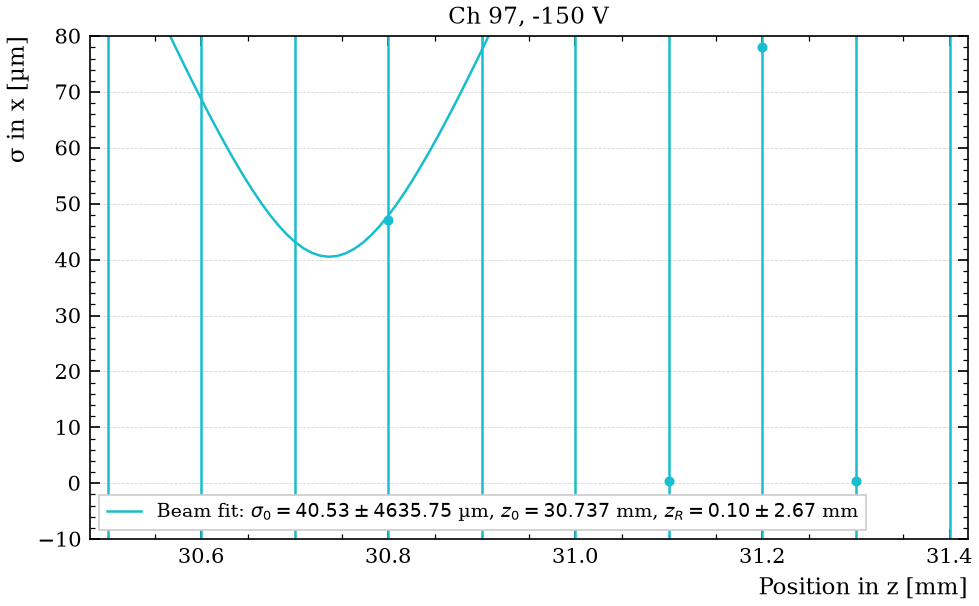 Ch 97, -150 V
σ in x [µm]
80
70
60
50
40
30
20
10
0
−10
Beam fit: σ₀ = 40.53 ± 4635.75 µm, z₀ = 30.737 mm, z_R = 0.10 ± 2.67 mm
30.6 30.8 31.0 31.2 31.4
Position in z [mm]